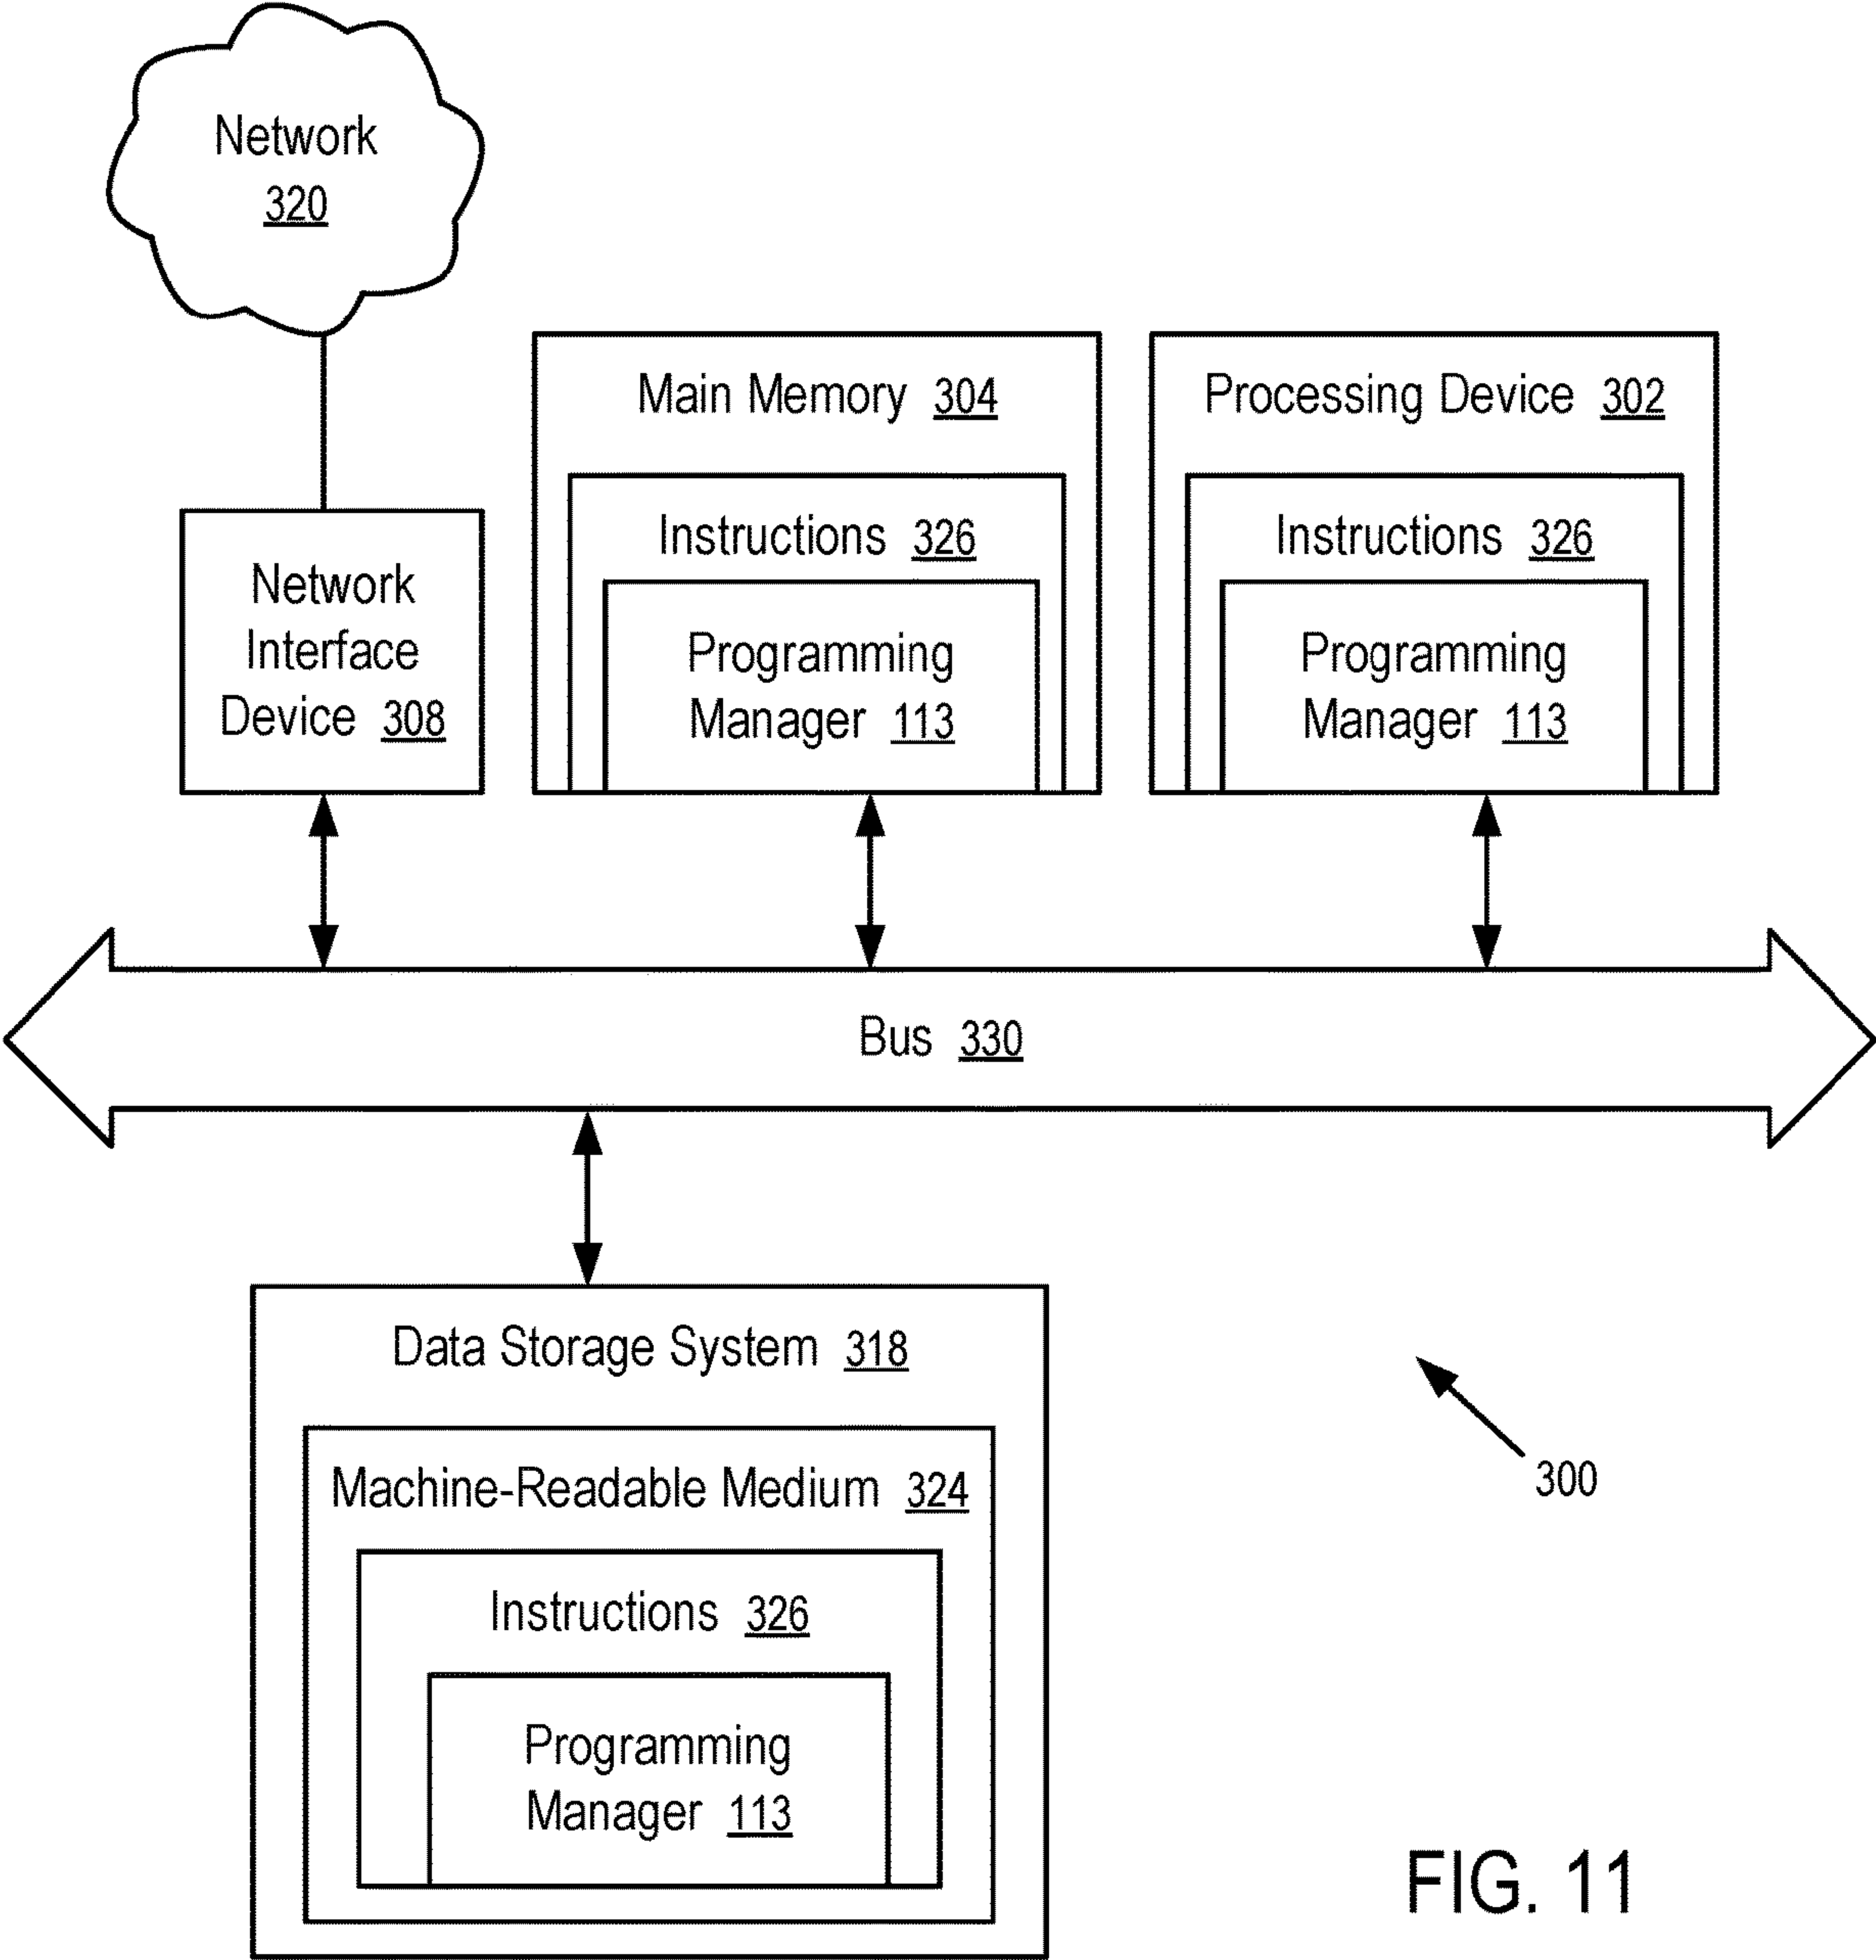 Network
320
Main Memory 304
Instructions 326
Programming
Manager 113
Processing Device 302
Instructions 326
Programming
Manager 113
Network
Interface
Device 308
Bus 330
Data Storage System 318
Machine-Readable Medium 324
Instructions 326
Programming
Manager 113
300
FIG. 11